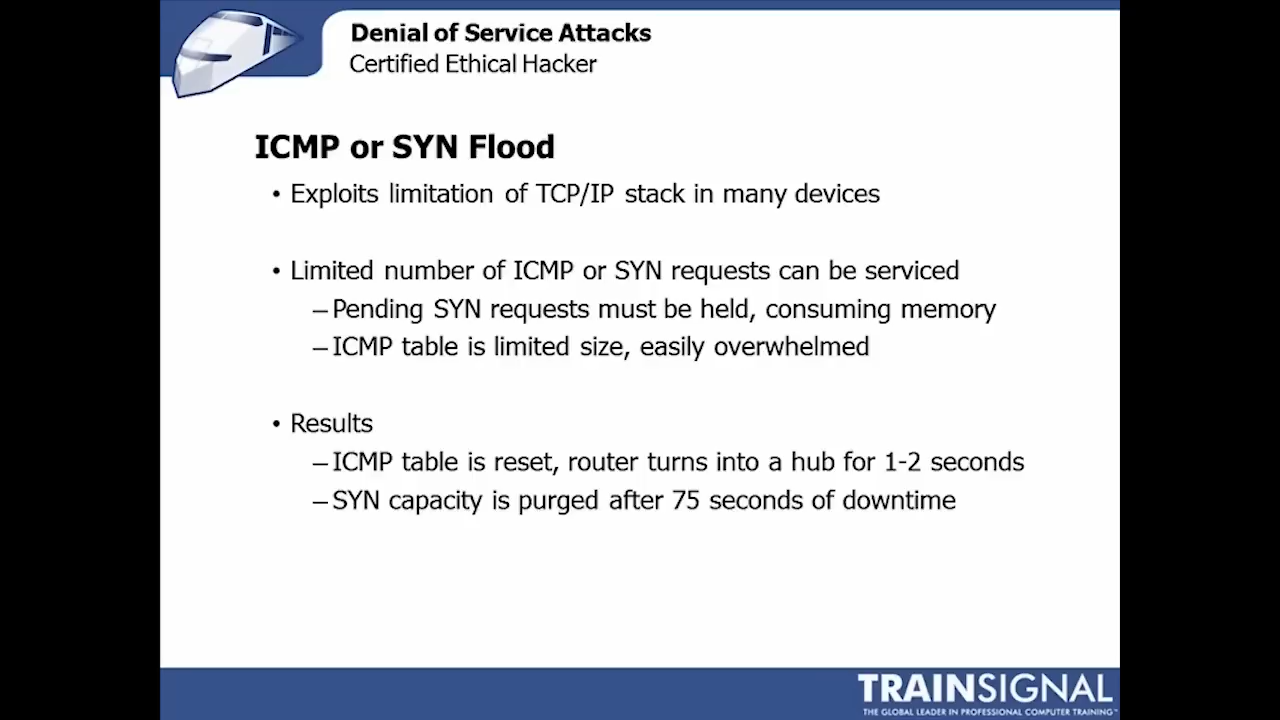 Denial of Service Attacks
Certified Ethical Hacker
ICMP or SYN Flood
• Exploits limitation of TCP/IP stack in many devices
• Limited number of ICMP or SYN requests can be serviced
– Pending SYN requests must be held, consuming memory
– ICMP table is limited size, easily overwhelmed
• Results
– ICMP table is reset, router turns into a hub for 1-2 seconds
– SYN capacity is purged after 75 seconds of downtime
TRAINSIGNAL
THE GLOBAL LEADER IN PROFESSIONAL COMPUTER TRAINING™